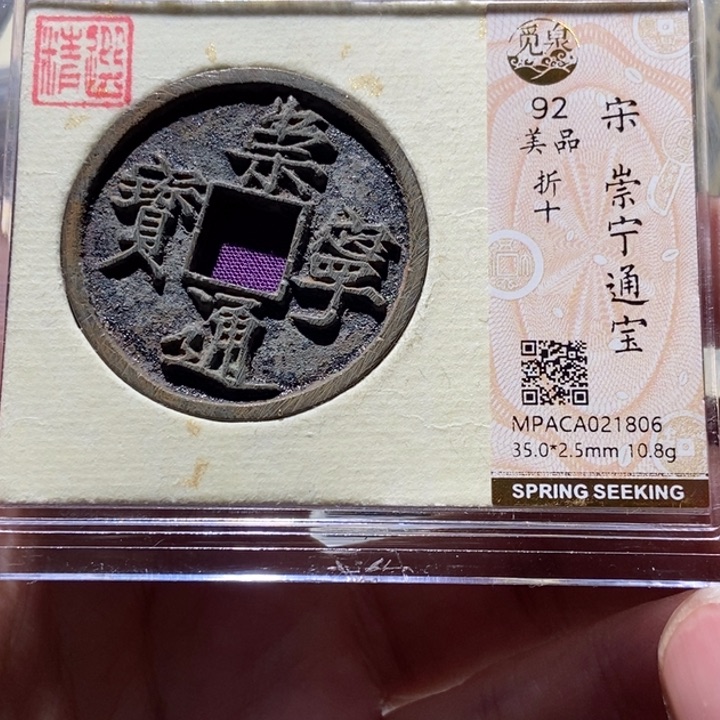 精選
崇寧通寶
觅泉
92
美品
折十
宋 崇宁通宝
MPACA021806
35.0*2.5mm 10.8g
SPRING SEEKING